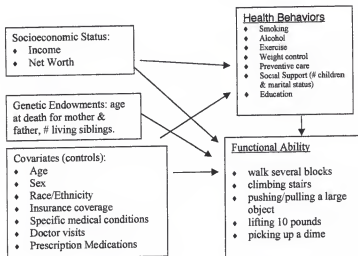 Socioeconomic Status:
♦ Income
♦ Net Worth
Genetic Endowments: age
at death for mother &
father, # living siblings.
Covariates (controls):
♦ Age
♦ Sex
♦ Race/Ethnicity
♦ Insurance coverage
♦ Specific medical conditions
♦ Doctor visits
♦ Prescription Medications
Health Behaviors
♦ Smoking
♦ Alcohol
♦ Exercise
♦ Weight control
♦ Preventive care
♦ Social Support (# children
& marital status)
♦ Education
Functional Ability
♦ walk several blocks
♦ climbing stairs
♦ pushing/pulling a large
object
♦ lifting 10 pounds
♦ picking up a dime